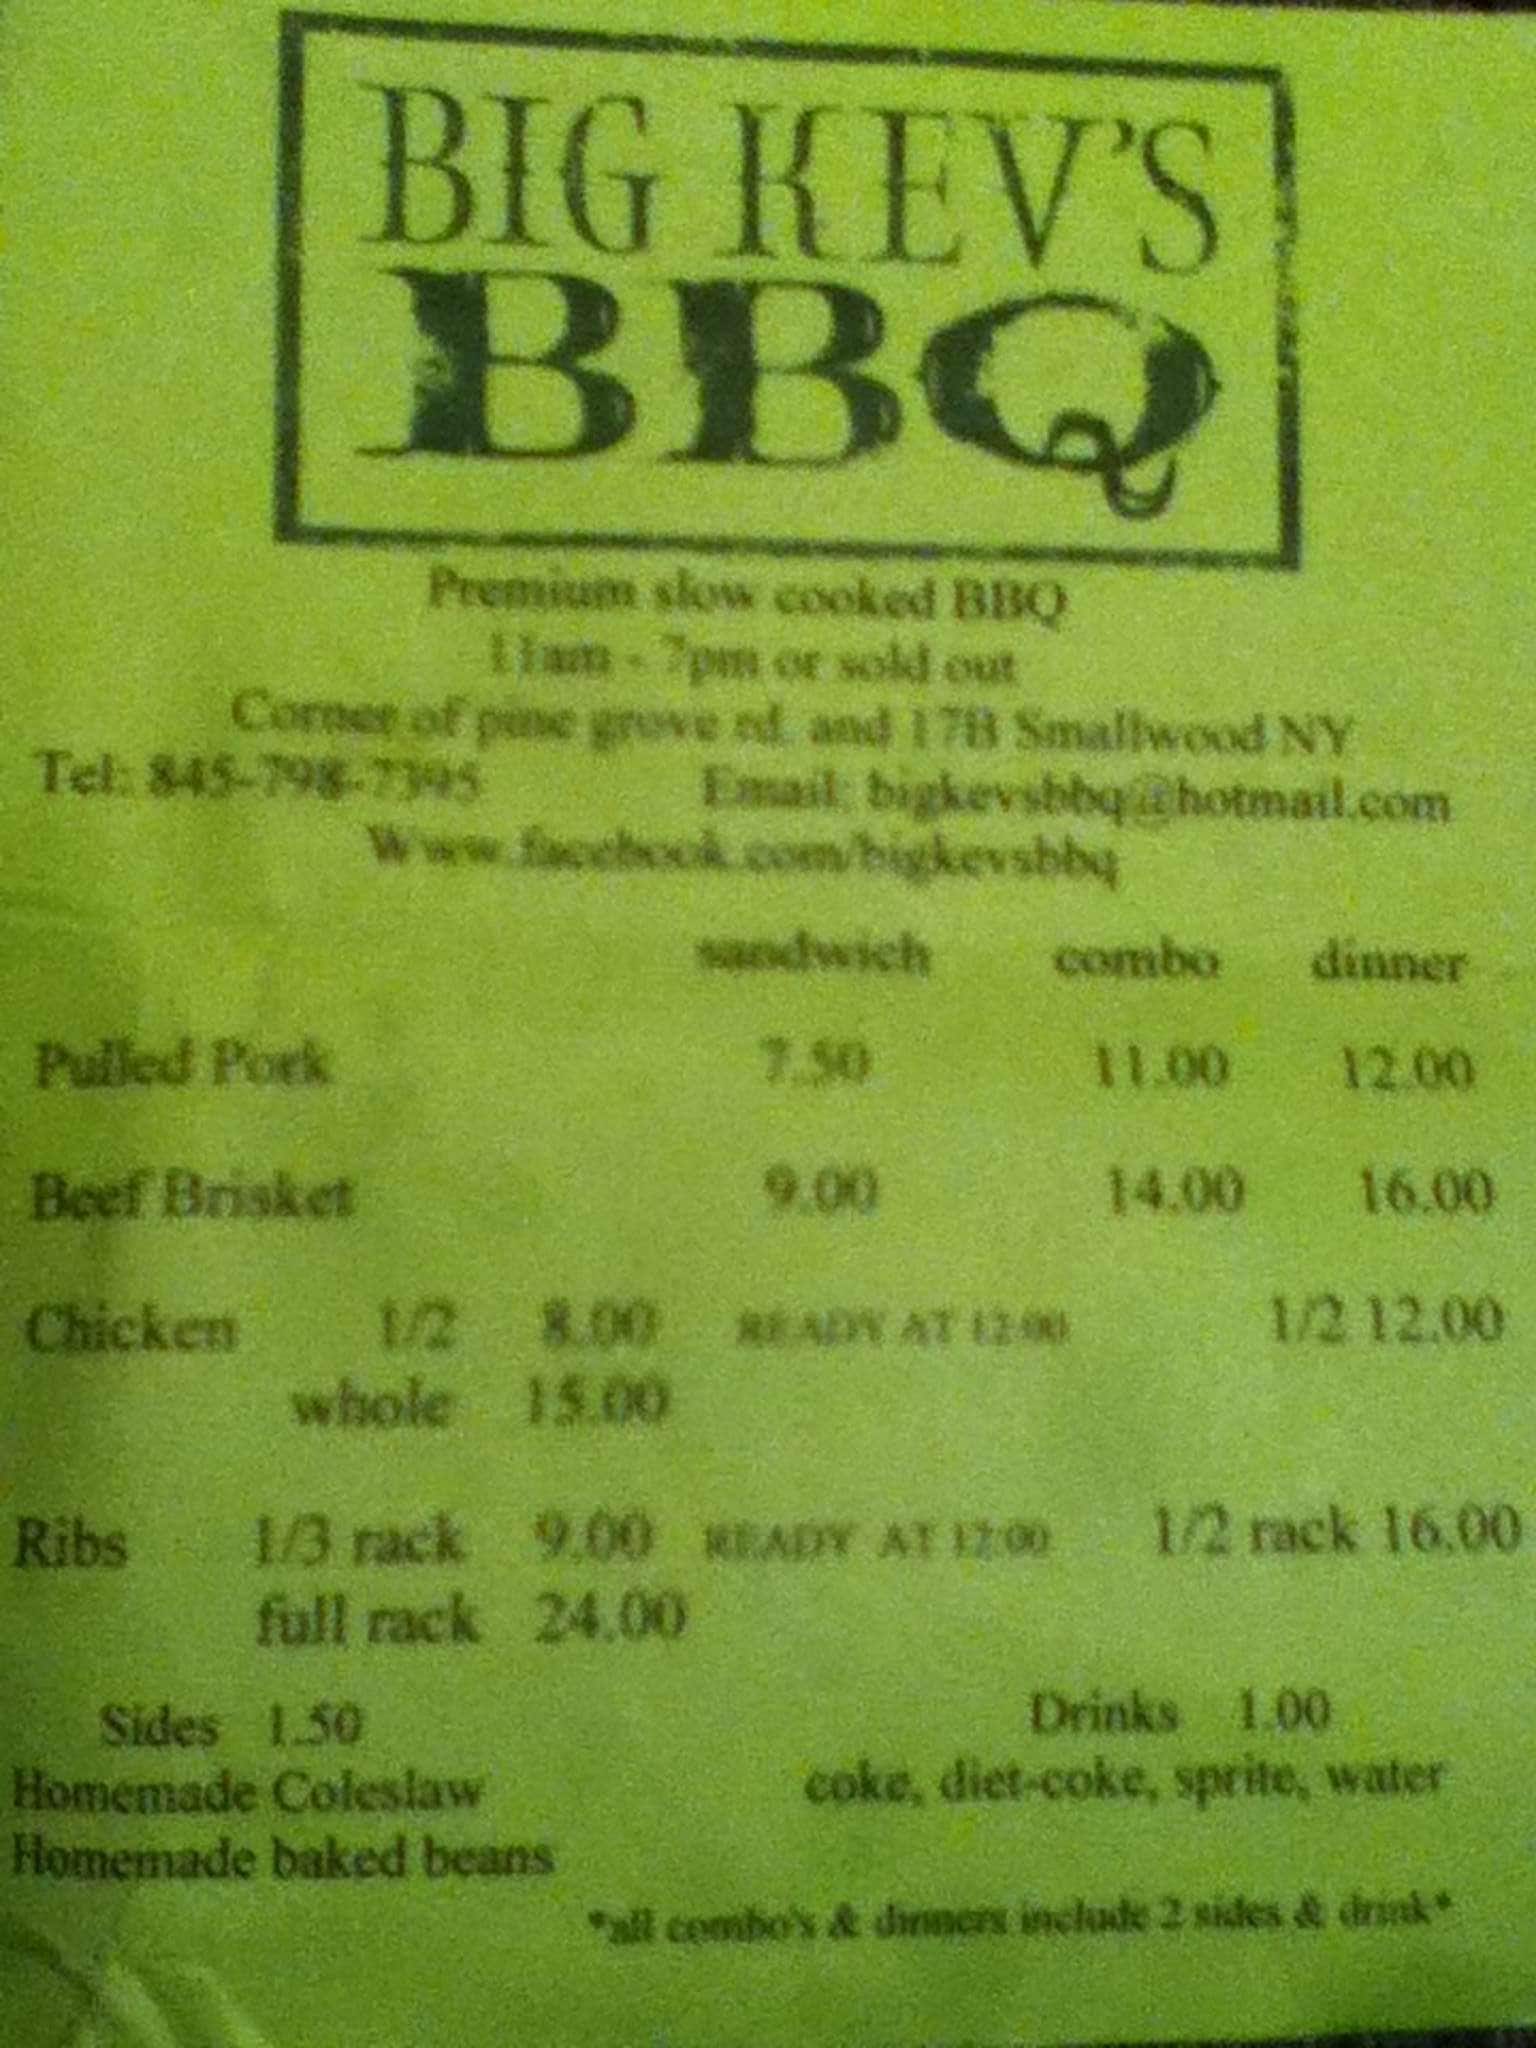 BIG KEV'S
BBQ
Premium slow cooked BBQ
11am - 7pm or sold out
Corner of pine grove rd. and 17B Smallwood NY
Tel: 845-798-7395 Email: bigkevsbbq@hotmail.com
Www.facebook.com/bigkevsbbq
sandwich combo dinner
Pulled Pork 7.50 11.00 12.00
Beef Brisket 9.00 14.00 16.00
Chicken 1/2 8.00 READY AT 12:00 1/2 12.00
whole 15.00
Ribs 1/3 rack 9.00 READY AT 12:00 1/2 rack 16.00
full rack 24.00
Sides 1.50 Drinks 1.00
Homemade Coleslaw coke, diet-coke, sprite, water
Homemade baked beans
*all combo's & dinners include 2 sides & drink*